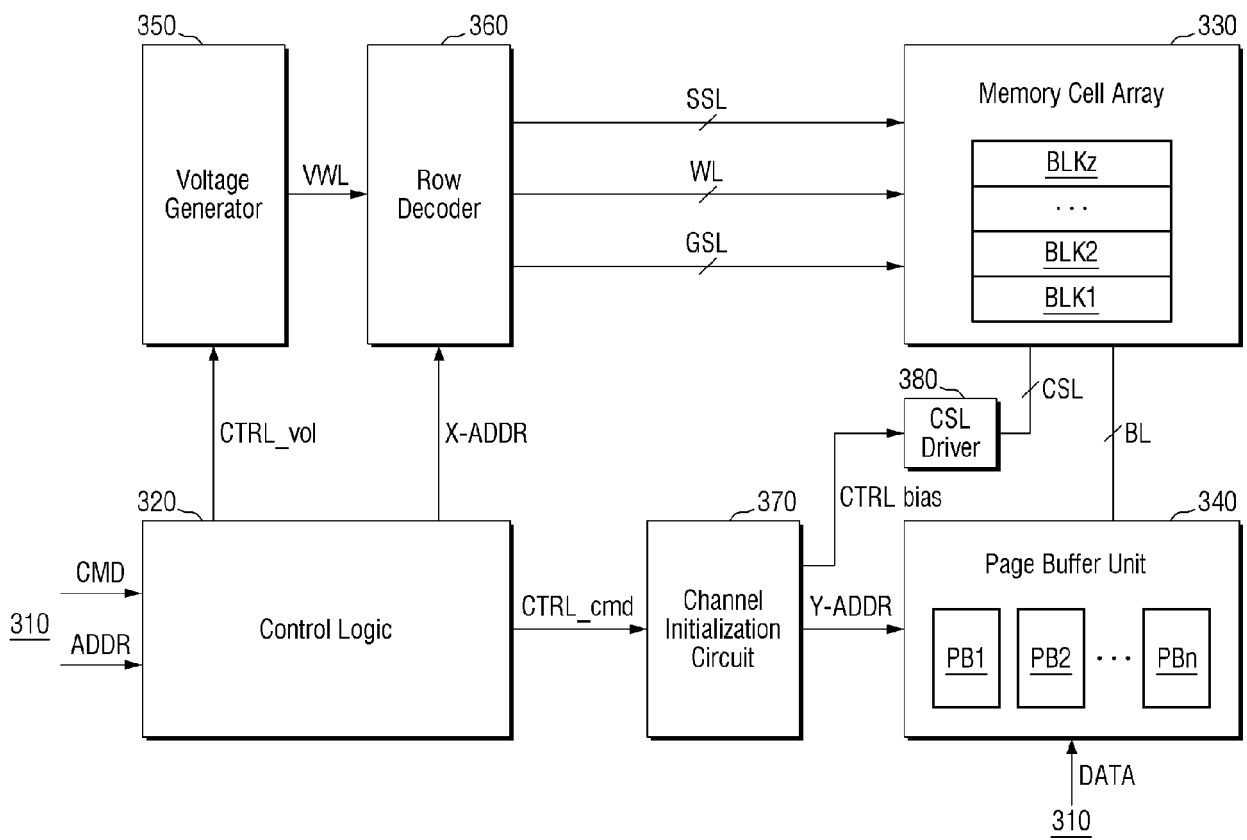 350
360
330
Voltage
Generator
VWL
Row
Decoder
SSL
WL
GSL
Memory Cell Array
BLKz
...
BLK2
BLK1
CTRL_vol
X-ADDR
380
CSL
Driver
CSL
BL
CTRL bias
320
370
340
CMD
310
ADDR
Control Logic
CTRL_cmd
Channel
Initialization
Circuit
Y-ADDR
Page Buffer Unit
PB1
PB2
...
PBn
DATA
310